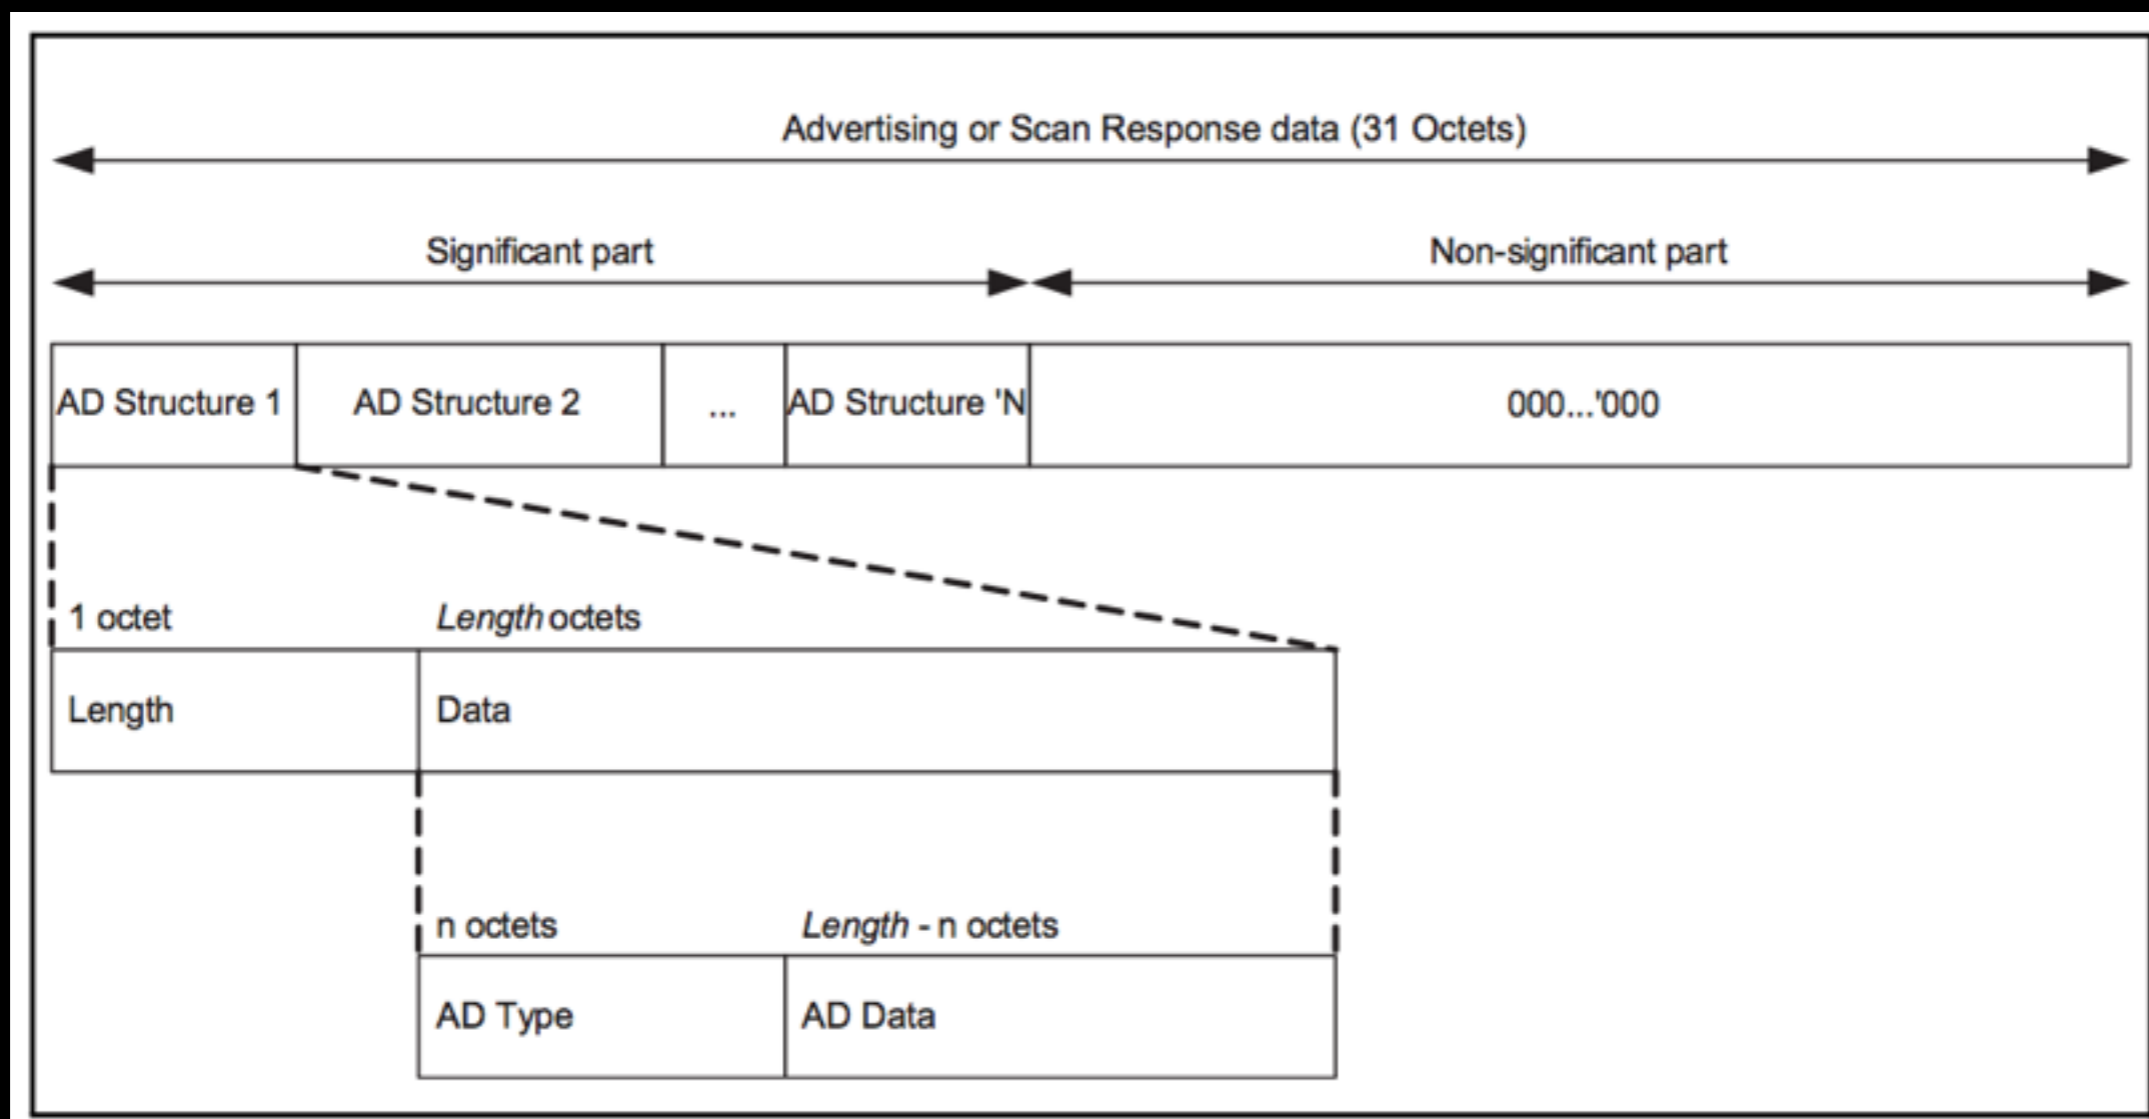 Advertising or Scan Response data (31 Octets)
Significant part
Non-significant part
AD Structure 1
AD Structure 2
...
AD Structure 'N
000...'000
1 octet
Length octets
Length
Data
n octets
Length - n octets
AD Type
AD Data